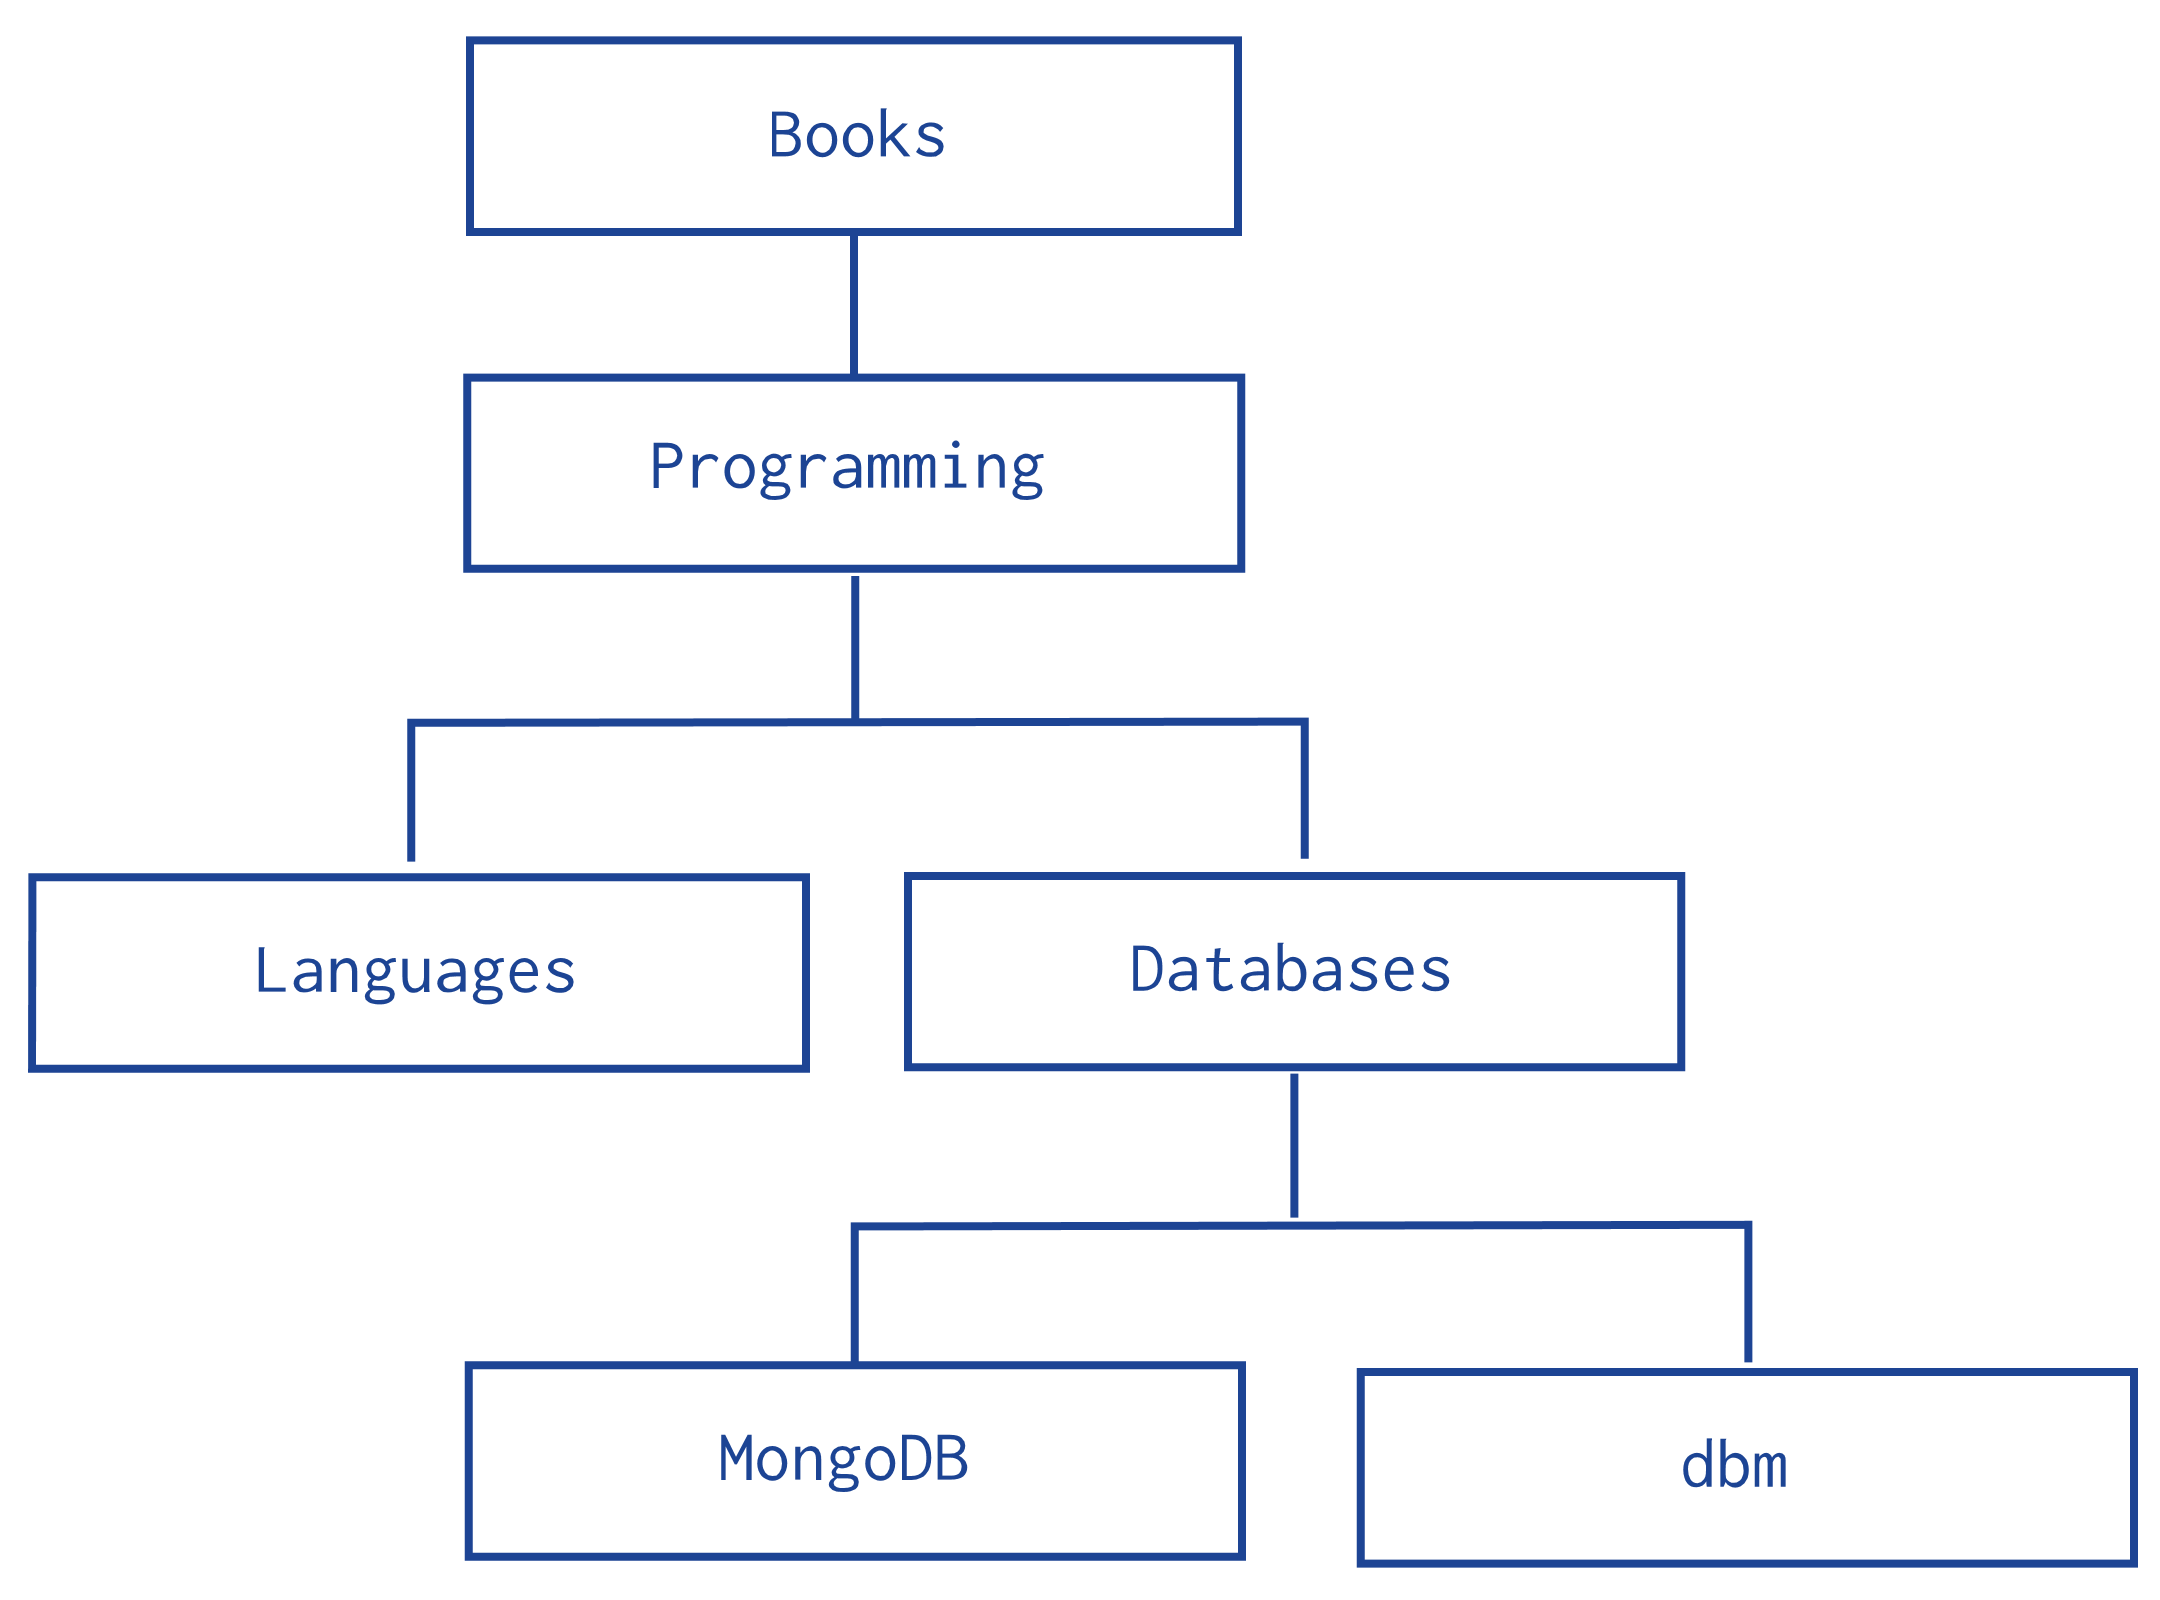 Books
Programming
Languages
Databases
MongoDB
dbm